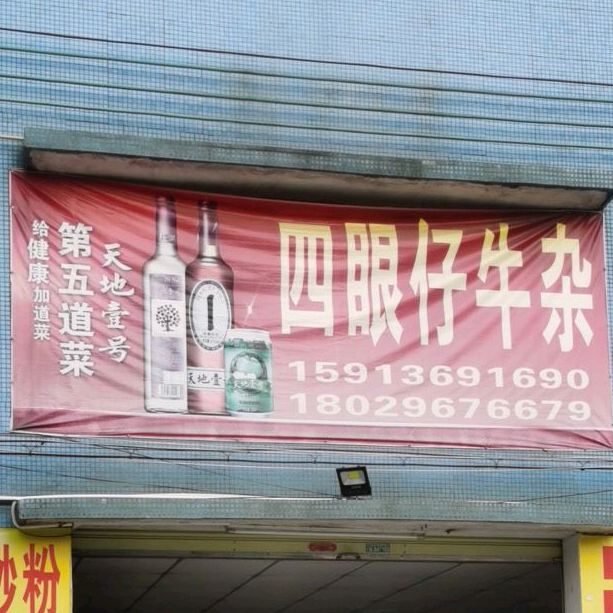 给健康加道菜
第五道菜
天地壹号
天地壹
四眼仔牛杂
15913691690
18029676679
炒粉